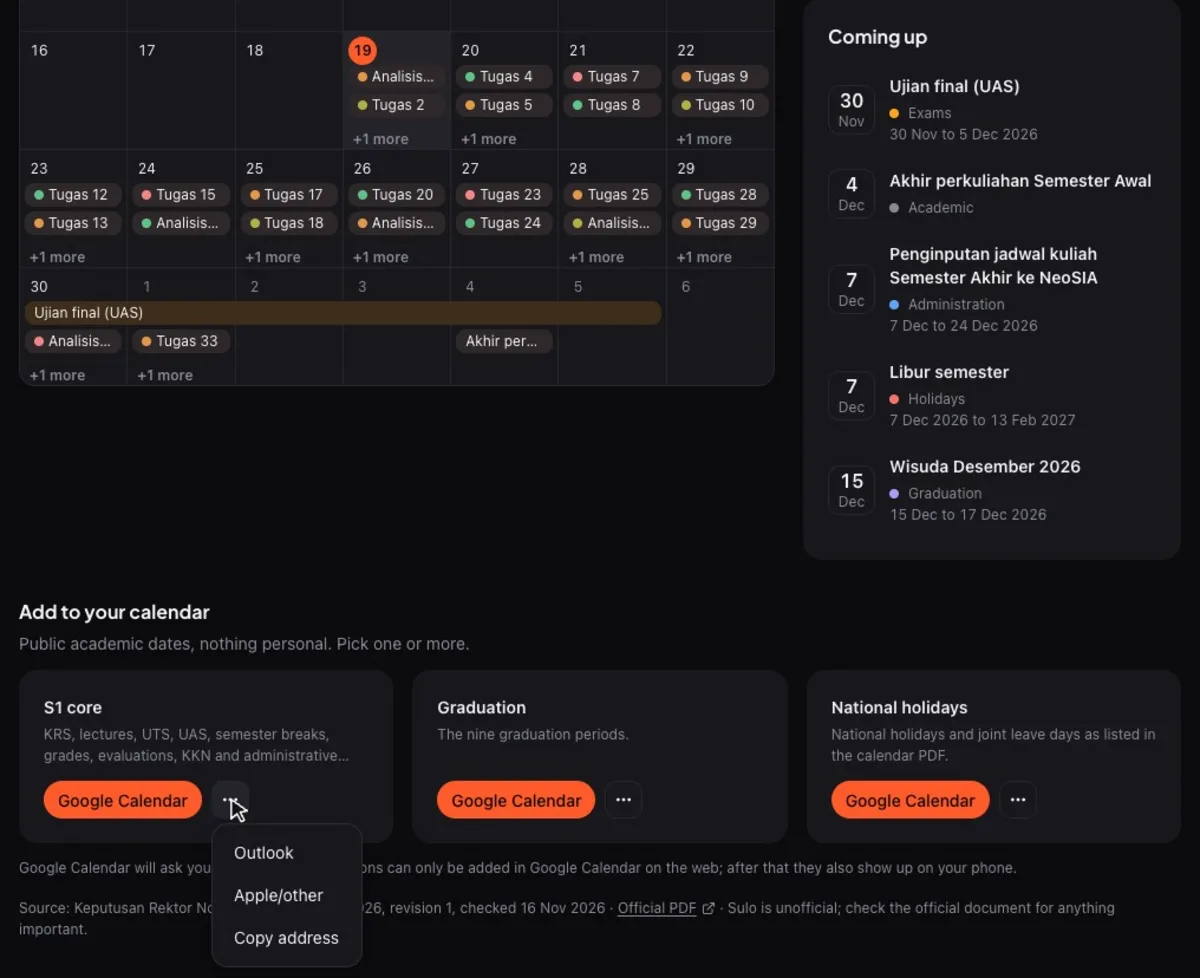 16 17 18 19 20 21 22
Analisis... Tugas 4 Tugas 7 Tugas 9
Tugas 2 Tugas 5 Tugas 8 Tugas 10
+1 more +1 more +1 more
23 24 25 26 27 28 29
Tugas 12 Tugas 15 Tugas 17 Tugas 20 Tugas 23 Tugas 25 Tugas 28
Tugas 13 Analisis... Tugas 18 Analisis... Tugas 24 Analisis... Tugas 29
+1 more +1 more +1 more +1 more +1 more
30 1 2 3 4 5 6
Ujian final (UAS)
Analisis... Tugas 33 Akhir per...
+1 more +1 more
Coming up
30 Nov
Ujian final (UAS)
Exams
30 Nov to 5 Dec 2026
4 Dec
Akhir perkuliahan Semester Awal
Academic
7 Dec
Penginputan jadwal kuliah
Semester Akhir ke NeoSIA
Administration
7 Dec to 24 Dec 2026
7 Dec
Libur semester
Holidays
7 Dec 2026 to 13 Feb 2027
15 Dec
Wisuda Desember 2026
Graduation
15 Dec to 17 Dec 2026
Add to your calendar
Public academic dates, nothing personal. Pick one or more.
S1 core
KRS, lectures, UTS, UAS, semester breaks,
grades, evaluations, KKN and administrative...
Google Calendar ...
Graduation
The nine graduation periods.
Google Calendar ...
National holidays
National holidays and joint leave days as listed in
the calendar PDF.
Google Calendar ...
Outlook
Apple/other
Copy address
Google Calendar will ask you can only be added in Google Calendar on the web; after that they also show up on your phone.
Source: Keputusan Rektor revision 1, checked 16 Nov 2026 · Official PDF · Sulo is unofficial; check the official document for anything
important.